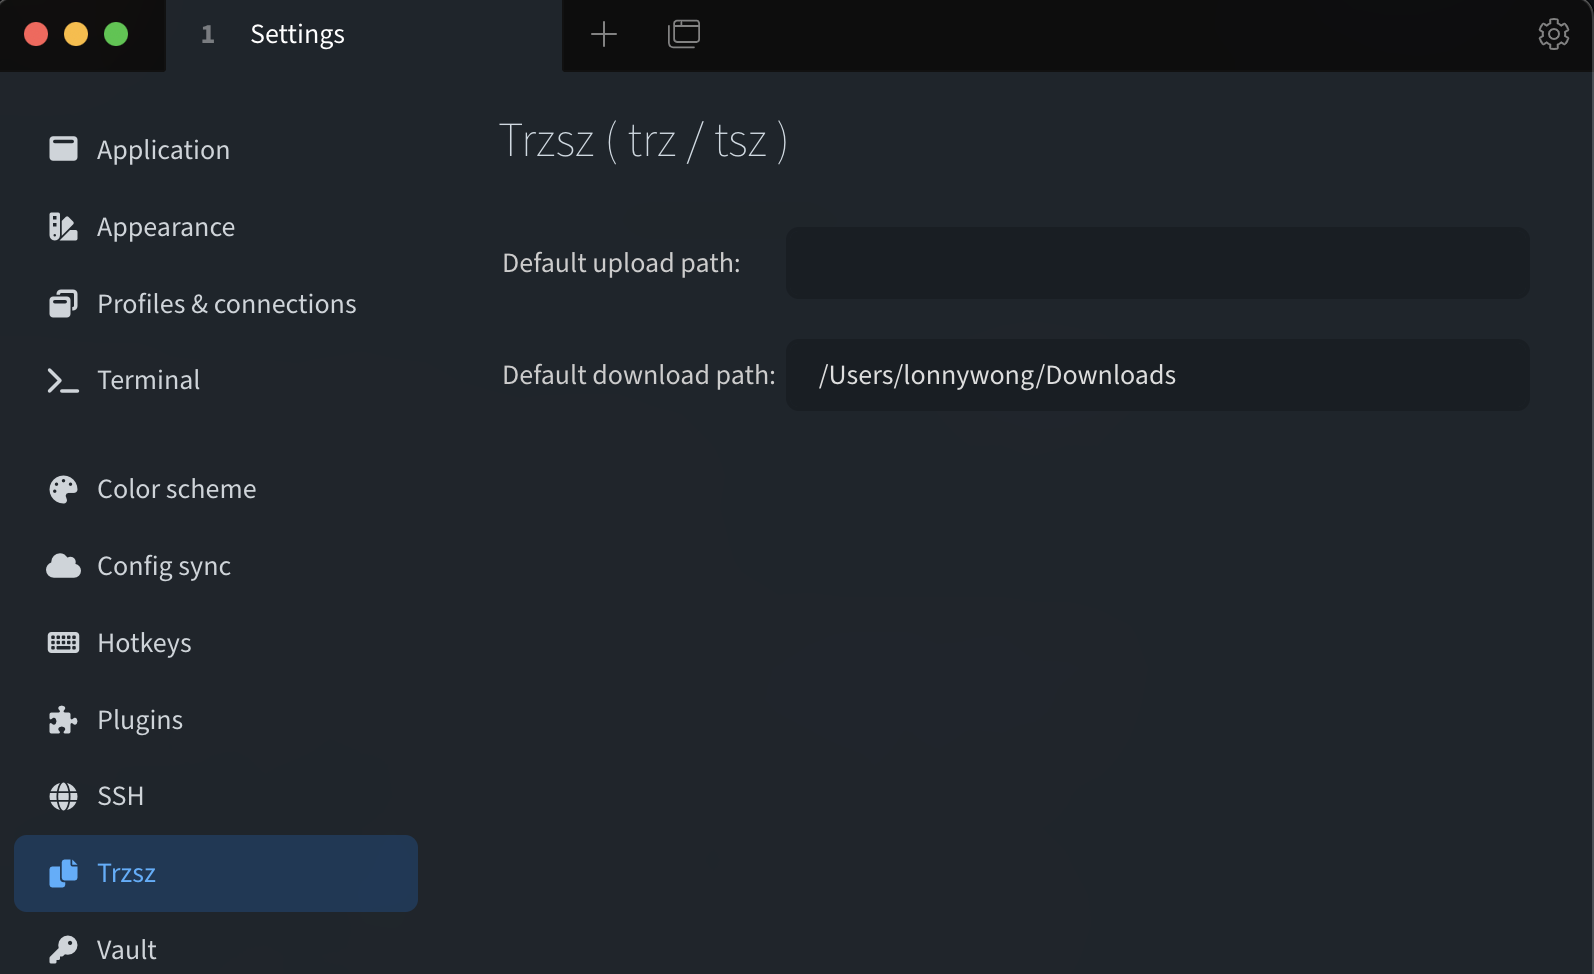 1 Settings
Application
Appearance
Profiles & connections
Terminal
Color scheme
Config sync
Hotkeys
Plugins
SSH
Trzsz
Vault
Trzsz ( trz / tsz )
Default upload path:
Default download path: /Users/lonnywong/Downloads